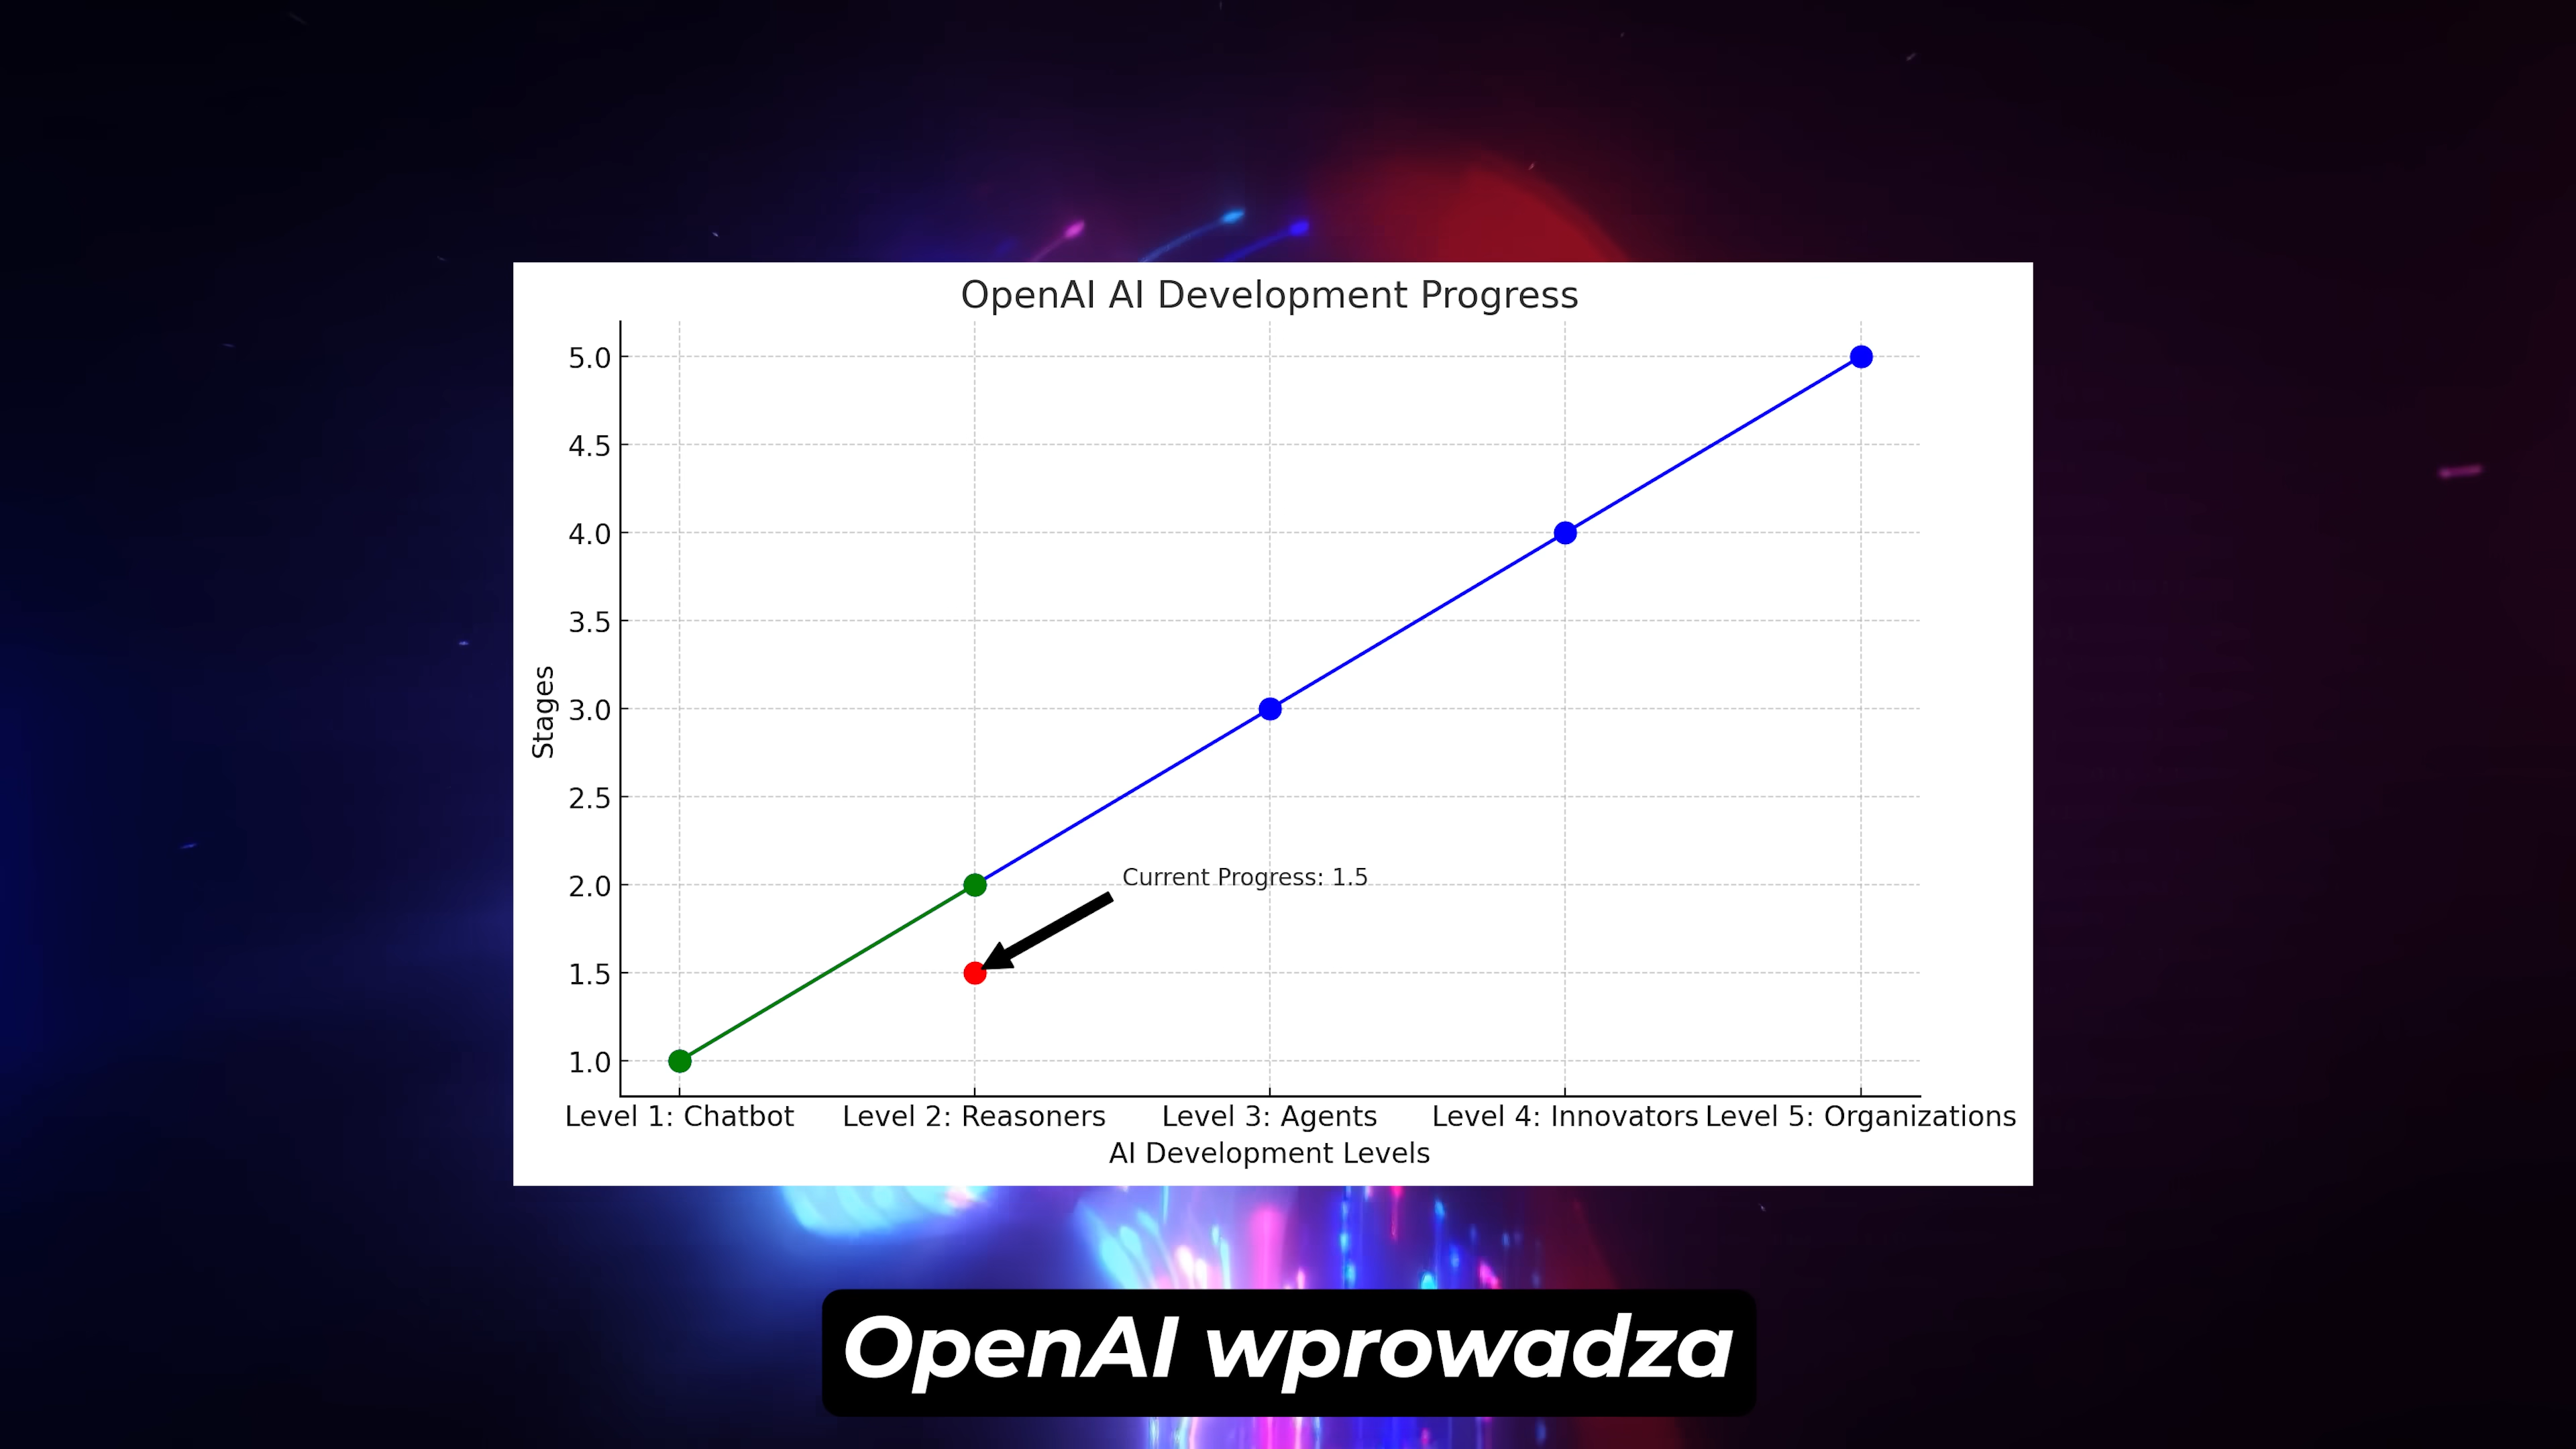 OpenAI AI Development Progress
5.0
4.5
4.0
3.5
3.0
2.5
2.0
1.5
1.0
Stages
Current Progress: 1.5
Level 1: Chatbot
Level 2: Reasoners
Level 3: Agents
Level 4: Innovators
Level 5: Organizations
AI Development Levels
OpenAI wprowadza